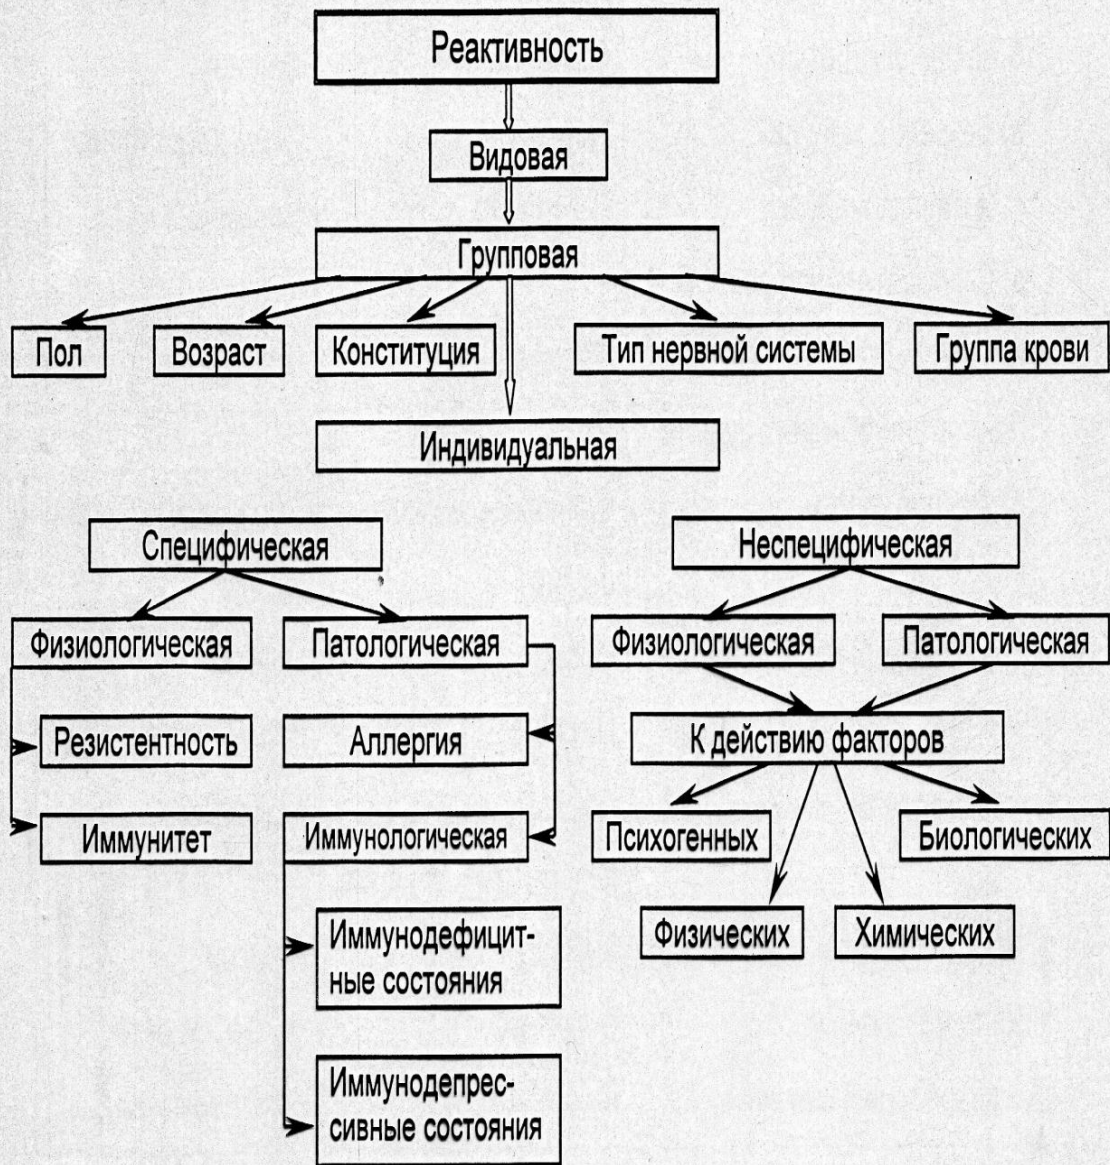 Реактивность
Видовая
Групповая
Пол
Возраст
Конституция
Тип нервной системы
Группа крови
Индивидуальная
Специфическая
Неспецифическая
Физиологическая
Патологическая
Физиологическая
Патологическая
Резистентность
Аллергия
К действию факторов
Иммунитет
Иммунологическая
Психогенных
Биологических
Иммунодефицит-
ные состояния
Физических
Химических
Иммунодепрес-
сивные состояния